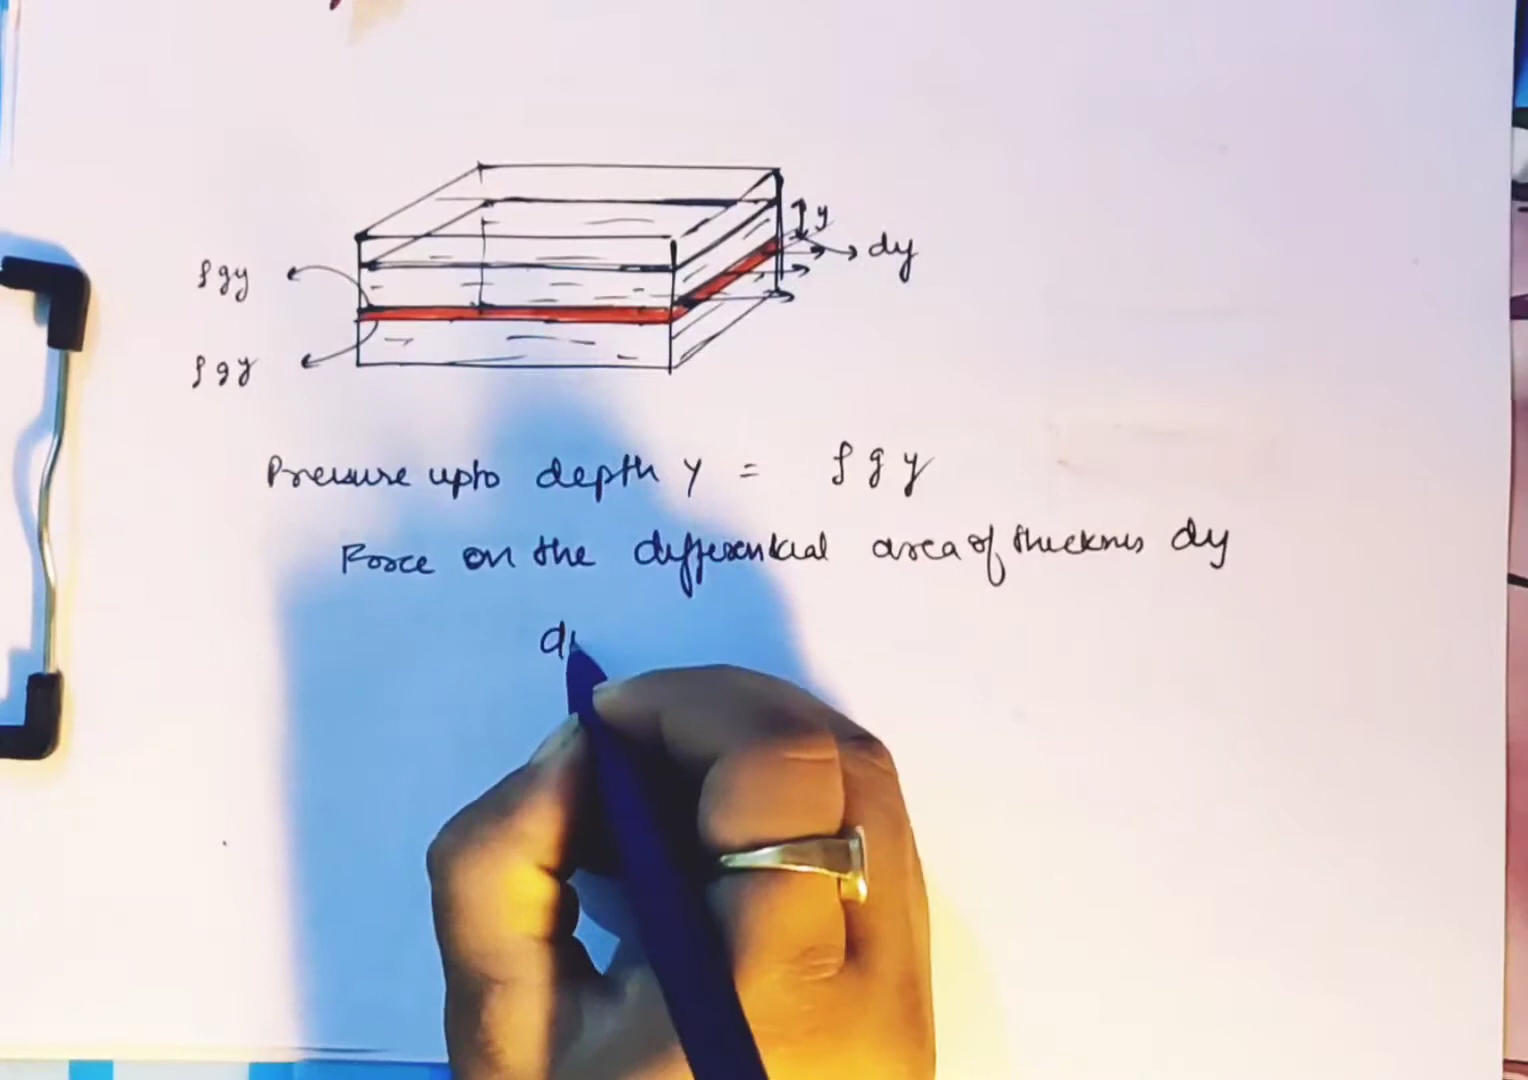 y
dy
ρgy
ρgy
Pressure upto depth y = ρgy
Force on the differential area of thickness dy
d